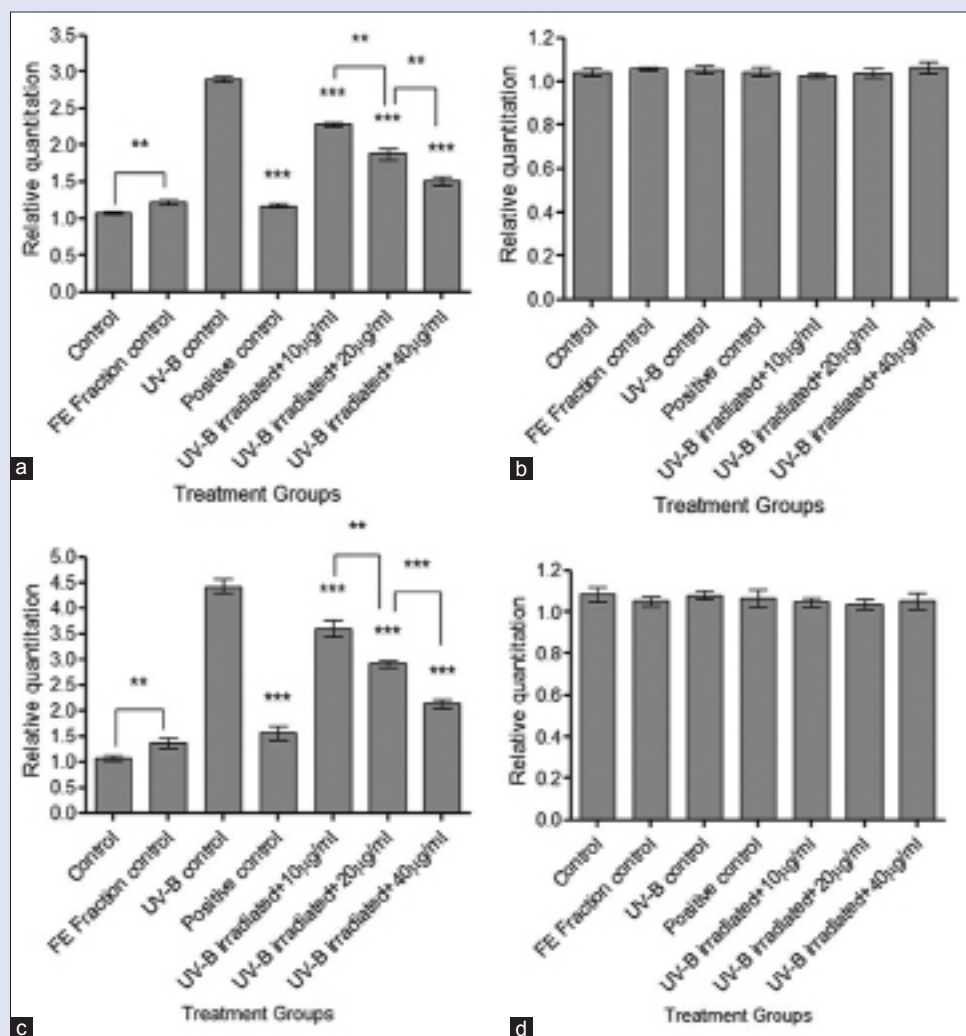 3.5
3.0
2.5
2.0
1.5
1.0
0.5
0.0
Relative quantitation
**
***
***
**
***
**
***
Control
FE Fraction control
UV-B control
Positive control
UV-B irradiated+10µg/ml
UV-B irradiated+20µg/ml
UV-B irradiated+40µg/ml
Treatment Groups
a
1.2
1.0
0.8
0.6
0.4
0.2
0.0
Relative quantitation
Control
FE Fraction control
UV-B control
Positive control
UV-B irradiated+10µg/ml
UV-B irradiated+20µg/ml
UV-B irradiated+40µg/ml
Treatment Groups
b
5.0
4.5
3.5
3.0
2.5
2.0
1.5
1.0
0.5
0.0
Relative quantitation
**
***
***
**
***
***
***
Control
FE Fraction control
UV-B control
Positive control
UV-B irradiated+10µg/ml
UV-B irradiated+20µg/ml
UV-B irradiated+40µg/ml
Treatment Groups
c
1.2
1.0
0.8
0.6
0.4
0.2
0.0
Relative quantitation
Control
FE Fraction control
UV-B control
Positive control
UV-B irradiated+10µg/ml
UV-B irradiated+20µg/ml
UV-B irradiated+40µg/ml
Treatment Groups
d